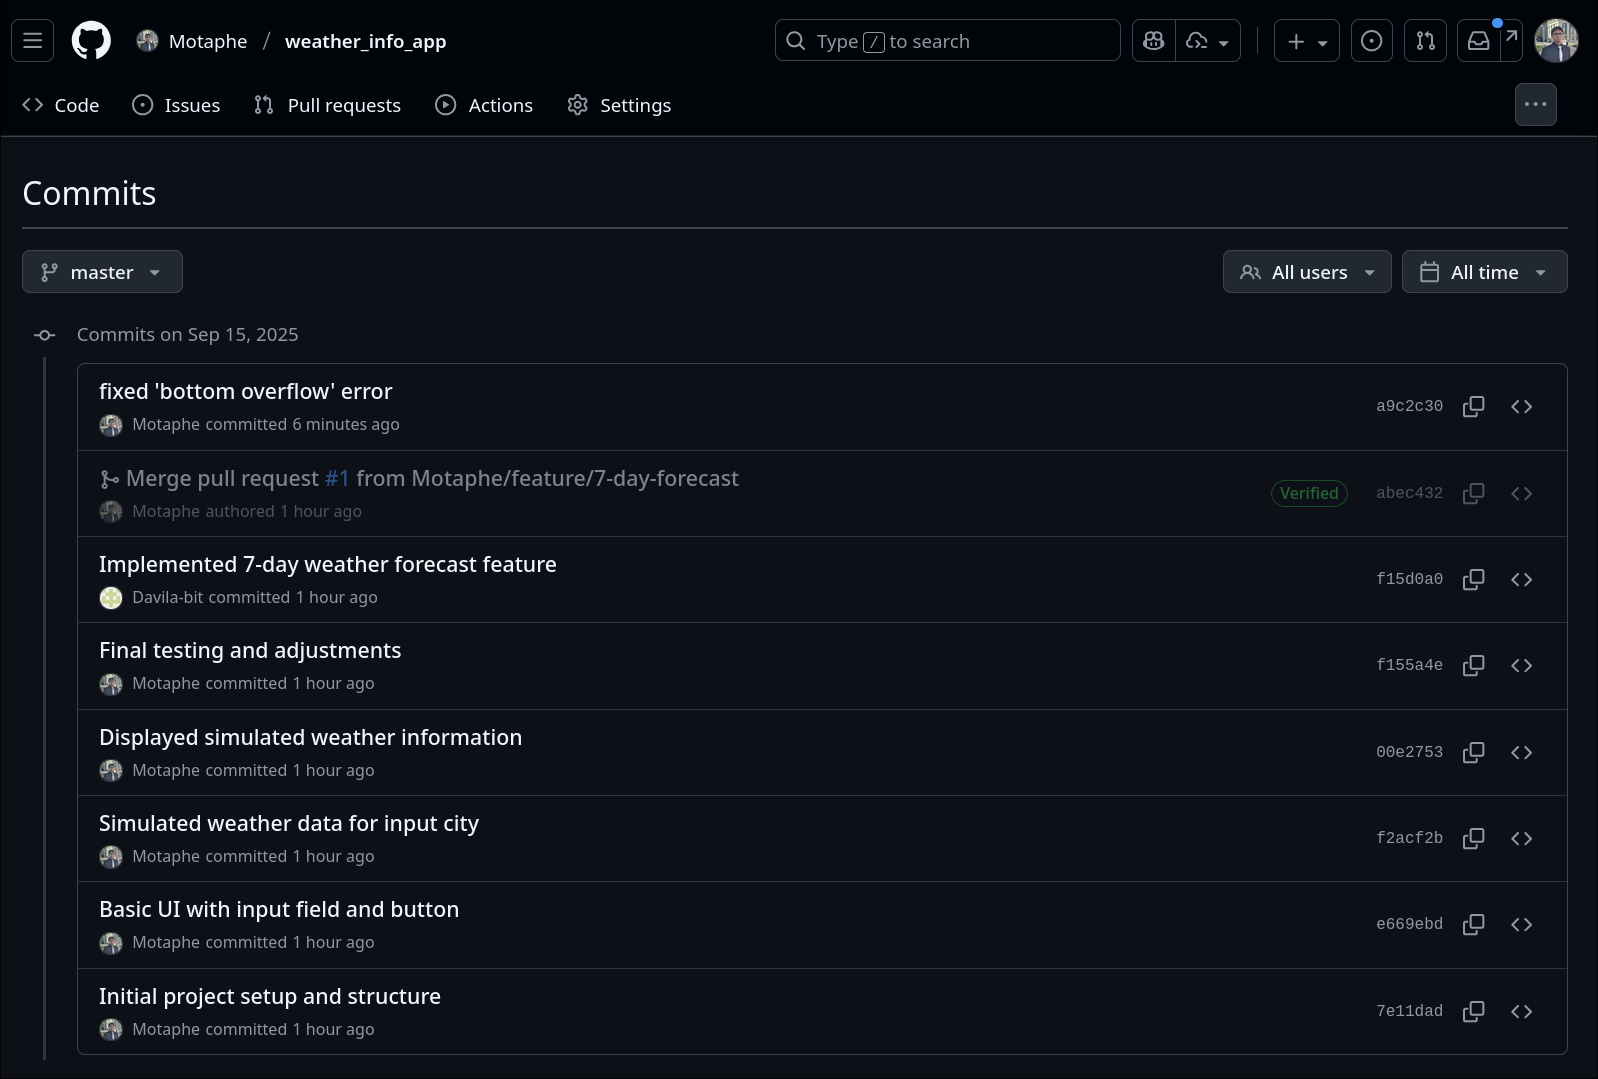 Motaphe / weather_info_app
Type / to search
Code Issues Pull requests Actions Settings
Commits
master
All users
All time
Commits on Sep 15, 2025
fixed 'bottom overflow' error
Motaphe committed 6 minutes ago
a9c2c30
Merge pull request #1 from Motaphe/feature/7-day-forecast
Motaphe authored 1 hour ago
Verified
abec432
Implemented 7-day weather forecast feature
Davila-bit committed 1 hour ago
f15d0a0
Final testing and adjustments
Motaphe committed 1 hour ago
f155a4e
Displayed simulated weather information
Motaphe committed 1 hour ago
00e2753
Simulated weather data for input city
Motaphe committed 1 hour ago
f2acf2b
Basic UI with input field and button
Motaphe committed 1 hour ago
e669ebd
Initial project setup and structure
Motaphe committed 1 hour ago
7e11dad